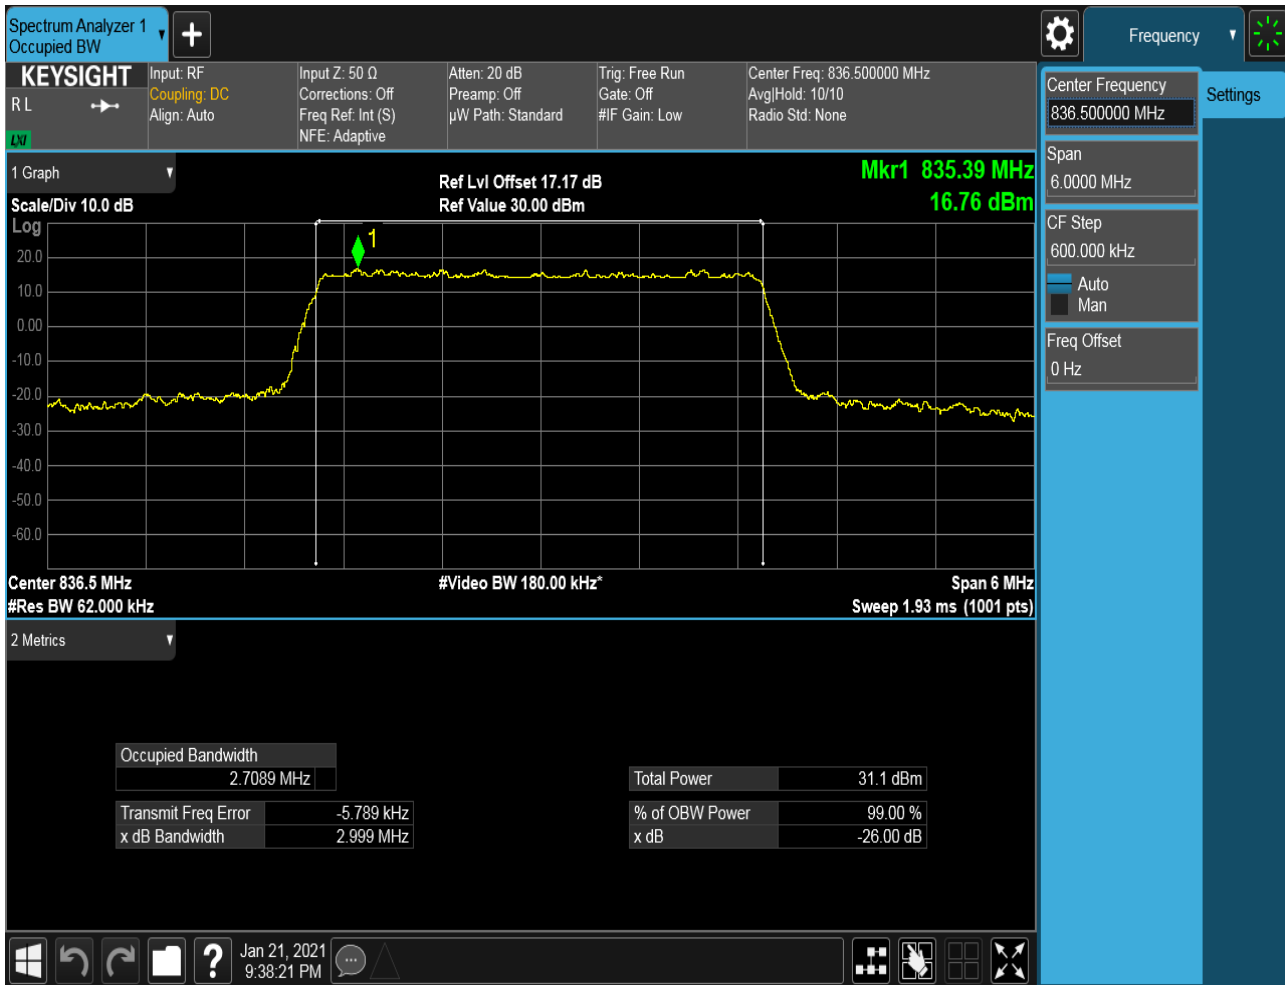 Spectrum Analyzer 1
Occupied BW
Frequency
KEYSIGHT
R L
LXI
Input: RF
Coupling: DC
Align: Auto
Input Z: 50 Ω
Corrections: Off
Freq Ref: Int (S)
NFE: Adaptive
Atten: 20 dB
Preamp: Off
µW Path: Standard
Trig: Free Run
Gate: Off
#IF Gain: Low
Center Freq: 836.500000 MHz
Avg|Hold: 10/10
Radio Std: None
Center Frequency
836.500000 MHz
Settings
Span
6.0000 MHz
CF Step
600.000 kHz
Auto
Man
Freq Offset
0 Hz
1 Graph
Scale/Div 10.0 dB
Log
Ref Lvl Offset 17.17 dB
Ref Value 30.00 dBm
Mkr1 835.39 MHz
16.76 dBm
1
20.0
10.0
0.00
-10.0
-20.0
-30.0
-40.0
-50.0
-60.0
Center 836.5 MHz
#Video BW 180.00 kHz*
Span 6 MHz
#Res BW 62.000 kHz
Sweep 1.93 ms (1001 pts)
2 Metrics
Occupied Bandwidth
2.7089 MHz
Total Power 31.1 dBm
Transmit Freq Error -5.789 kHz
% of OBW Power 99.00 %
x dB Bandwidth 2.999 MHz
x dB -26.00 dB
Jan 21, 2021
9:38:21 PM